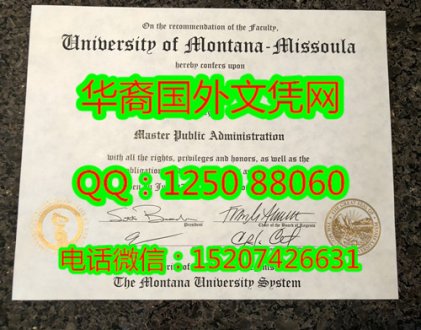 On the recommendation of the Faculty,
University of Montana-Missoula
hereby confers upon
华裔国外文凭网
Master Public Administration
with all the rights, privileges and honors, as well as the
QQ：1250 88060
President
电话微信：15207426631
The Montana University System